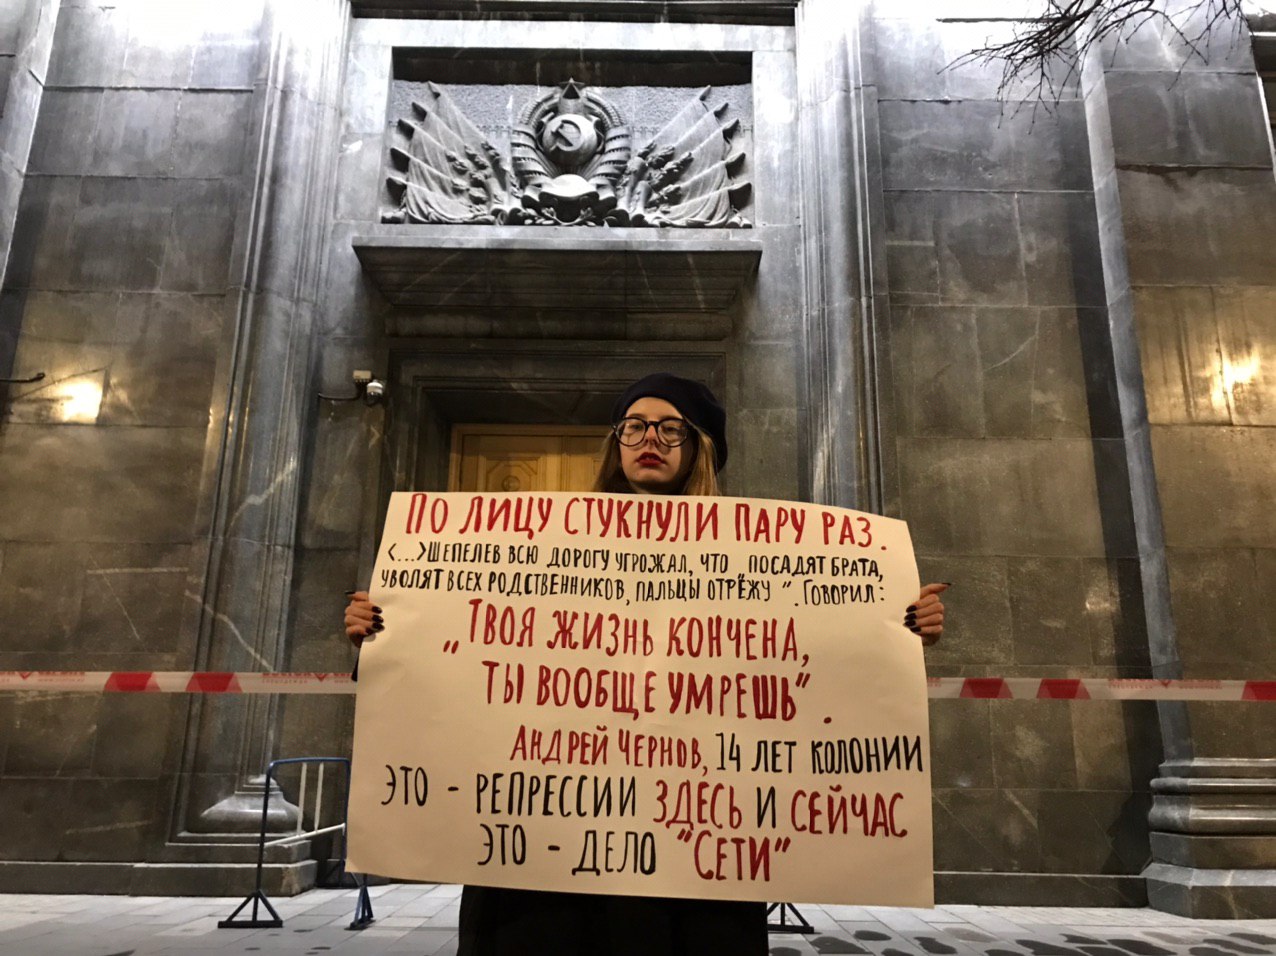 ПО ЛИЦУ СТУКНУЛИ ПАРУ РАЗ.
<...> ШЕПЕЛЕВ ВСЮ ДОРОГУ УГРОЖАЛ, ЧТО „ПОСАДЯТ БРАТА,
УВОЛЯТ ВСЕХ РОДСТВЕННИКОВ, ПАЛЬЦЫ ОТРЕЖУ”. ГОВОРИЛ:
„ТВОЯ ЖИЗНЬ КОНЧЕНА,
ТЫ ВООБЩЕ УМРЕШЬ”.
АНДРЕЙ ЧЕРНОВ, 14 ЛЕТ КОЛОНИИ
ЭТО - РЕПРЕССИИ ЗДЕСЬ И СЕЙЧАС
ЭТО - ДЕЛО "СЕТИ"